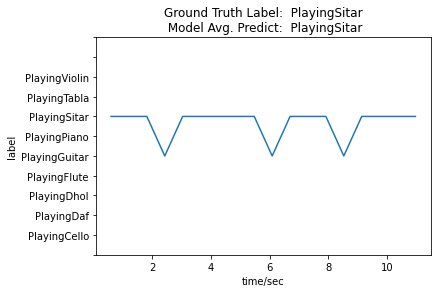 Ground Truth Label:  PlayingSitar
Model Avg. Predict:  PlayingSitar
PlayingViolin
PlayingTabla
PlayingSitar
PlayingPiano
PlayingGuitar
PlayingFlute
PlayingDhol
PlayingDaf
PlayingCello
label
2 4 6 8 10
time/sec